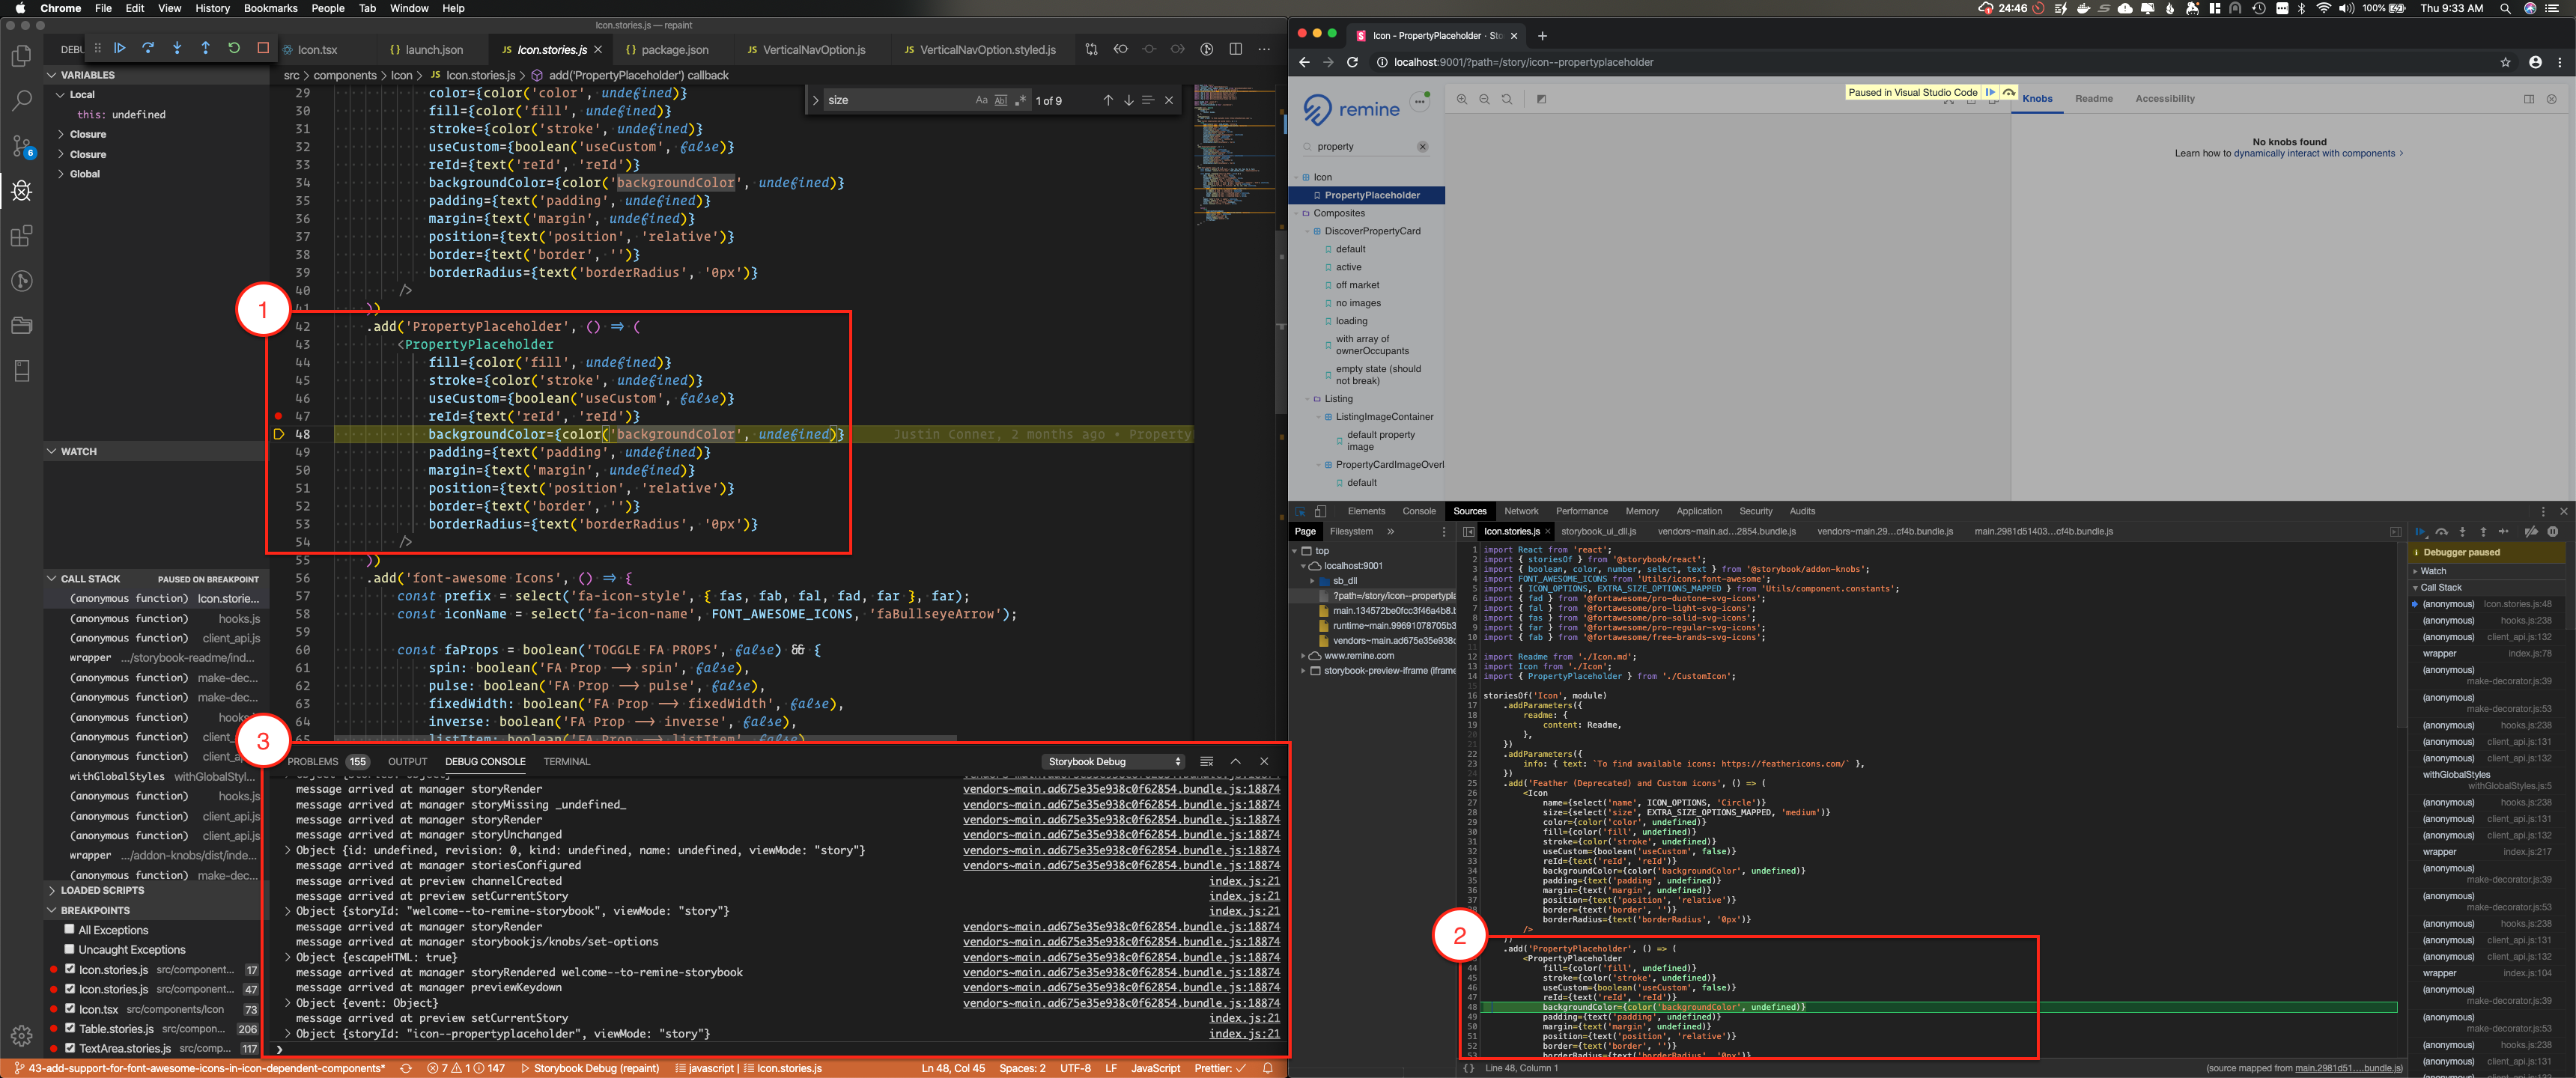 Chrome File Edit View History Bookmarks People Tab Window Help
24:46
100%
Thu 9:33 AM
Icon.stories.js — repaint
DEBU
Icon.tsx
launch.json
JS Icon.stories.js
package.json
JS VerticalNavOption.js
JS VerticalNavOption.styled.js
src > components > Icon > JS Icon.stories.js > add('PropertyPlaceholder') callback
VARIABLES
Local
this: undefined
Closure
Closure
Global
WATCH
size
Aa
1 of 9
29 color={color('color', undefined)}
30 fill={color('fill', undefined)}
31 stroke={color('stroke', undefined)}
32 useCustom={boolean('useCustom', false)}
33 reId={text('reId', 'reId')}
34 backgroundColor={color('backgroundColor', undefined)}
35 padding={text('padding', undefined)}
36 margin={text('margin', undefined)}
37 position={text('position', 'relative')}
38 border={text('border', '')}
39 borderRadius={text('borderRadius', '0px')}
40 />
41 ))
42 .add('PropertyPlaceholder', () => (
43 <PropertyPlaceholder
44 fill={color('fill', undefined)}
45 stroke={color('stroke', undefined)}
46 useCustom={boolean('useCustom', false)}
47 reId={text('reId', 'reId')}
48 backgroundColor={color('backgroundColor', undefined)} Justin Conner, 2 months ago • Property
49 padding={text('padding', undefined)}
50 margin={text('margin', undefined)}
51 position={text('position', 'relative')}
52 border={text('border', '')}
53 borderRadius={text('borderRadius', '0px')}
54 />
55 ))
56 .add('font-awesome Icons', () => {
57 const prefix = select('fa-icon-style', { fas, fab, fal, fad, far }, far);
58 const iconName = select('fa-icon-name', FONT_AWESOME_ICONS, 'faBullseyeArrow');
59
60 const faProps = boolean('TOGGLE FA PROPS', false) && {
61 spin: boolean('FA Prop --> spin', false),
62 pulse: boolean('FA Prop --> pulse', false),
63 fixedWidth: boolean('FA Prop --> fixedWidth', false),
64 inverse: boolean('FA Prop --> inverse', false),
65 listItem: boolean('FA Prop --> listItem', false)
1
2
3
6
CALL STACK PAUSED ON BREAKPOINT
(anonymous function) Icon.storie...
(anonymous function) hooks.js
(anonymous function) client_api.js
wrapper .../storybook-readme/ind...
(anonymous function) make-dec...
(anonymous function) make-dec...
(anonymous function) hooks.j
(anonymous function) client_
(anonymous function) client_
withGlobalStyles withGlobalStyl...
(anonymous function) hooks.js
(anonymous function) client_api.js
(anonymous function) client_api.js
wrapper .../addon-knobs/dist/inde...
(anonymous function) make-dec...
LOADED SCRIPTS
BREAKPOINTS
All Exceptions
Uncaught Exceptions
Icon.stories.js src/component... 17
Icon.stories.js src/component... 47
Icon.tsx src/components/Icon 73
Table.stories.js src/compon... 206
TextArea.stories.js src/comp... 117
PROBLEMS 155 OUTPUT DEBUG CONSOLE TERMINAL
Storybook Debug
message arrived at manager storyRender vendors~main.ad675e35e938c0f62854.bundle.js:18874
message arrived at manager storyMissing _undefined_ vendors~main.ad675e35e938c0f62854.bundle.js:18874
message arrived at manager storyRender vendors~main.ad675e35e938c0f62854.bundle.js:18874
message arrived at manager storyUnchanged vendors~main.ad675e35e938c0f62854.bundle.js:18874
Object {id: undefined, revision: 0, kind: undefined, name: undefined, viewMode: "story"} vendors~main.ad675e35e938c0f62854.bundle.js:18874
message arrived at manager storiesConfigured vendors~main.ad675e35e938c0f62854.bundle.js:18874
message arrived at preview channelCreated index.js:21
message arrived at preview setCurrentStory index.js:21
Object {storyId: "welcome--to-remine-storybook", viewMode: "story"} index.js:21
message arrived at manager storyRender vendors~main.ad675e35e938c0f62854.bundle.js:18874
message arrived at manager storybookjs/knobs/set-options vendors~main.ad675e35e938c0f62854.bundle.js:18874
Object {escapeHTML: true} vendors~main.ad675e35e938c0f62854.bundle.js:18874
message arrived at manager storyRendered welcome--to-remine-storybook vendors~main.ad675e35e938c0f62854.bundle.js:18874
message arrived at manager previewKeydown vendors~main.ad675e35e938c0f62854.bundle.js:18874
Object {event: Object} vendors~main.ad675e35e938c0f62854.bundle.js:18874
message arrived at preview setCurrentStory index.js:21
Object {storyId: "icon--propertyplaceholder", viewMode: "story"} index.js:21
43-add-support-for-font-awesome-icons-in-icon-dependent-components* 7 1 147 Storybook Debug (repaint) javascript | Icon.stories.js Ln 48, Col 45 Spaces: 2 UTF-8 LF JavaScript Prettier: ✓
Icon - PropertyPlaceholder · Sto
localhost:9001/?path=/story/icon--propertyplaceholder
Paused in Visual Studio Code
remine
property
Icon
PropertyPlaceholder
Composites
DiscoverPropertyCard
default
active
off market
no images
loading
with array of
ownerOccupants
empty state (should
not break)
Listing
ListingImageContainer
default property
image
PropertyCardImageOverl
default
Knobs Readme Accessibility
No knobs found
Learn how to dynamically interact with components >
Elements Console Sources Network Performance Memory Application Security Audits
Page Filesystem »
top
localhost:9001
sb_dll
?path=/story/icon--propertypla
main.134572be0fcc3f46a4b8.b
runtime~main.99691078705b3
vendors~main.ad675e35e938c
www.remine.com
storybook-preview-iframe (iframe
Icon.stories.js storybook_ui_dll.js vendors~main.ad...2854.bundle.js vendors~main.29...cf4b.bundle.js main.2981d51403...cf4b.bundle.js
1 import React from 'react';
2 import { storiesOf } from '@storybook/react';
3 import { boolean, color, number, select, text } from '@storybook/addon-knobs';
4 import FONT_AWESOME_ICONS from 'Utils/icons.font-awesome';
5 import { ICON_OPTIONS, EXTRA_SIZE_OPTIONS_MAPPED } from 'Utils/component.constants';
6 import { fad } from '@fortawesome/pro-duotone-svg-icons';
7 import { fal } from '@fortawesome/pro-light-svg-icons';
8 import { fas } from '@fortawesome/pro-solid-svg-icons';
9 import { far } from '@fortawesome/pro-regular-svg-icons';
10 import { fab } from '@fortawesome/free-brands-svg-icons';
11
12 import Readme from './Icon.md';
13 import Icon from './Icon';
14 import { PropertyPlaceholder } from './CustomIcon';
15
16 storiesOf('Icon', module)
17 .addParameters({
18 readme: {
19 content: Readme,
20 },
21 })
22 .addParameters({
23 info: { text: `To find available icons: https://feathericons.com/` },
24 })
25 .add('Feather (Deprecated) and Custom icons', () => (
26 <Icon
27 name={select('name', ICON_OPTIONS, 'Circle')}
28 size={select('size', EXTRA_SIZE_OPTIONS_MAPPED, 'medium')}
29 color={color('color', undefined)}
30 fill={color('fill', undefined)}
31 stroke={color('stroke', undefined)}
32 useCustom={boolean('useCustom', false)}
33 reId={text('reId', 'reId')}
34 backgroundColor={color('backgroundColor', undefined)}
35 padding={text('padding', undefined)}
36 margin={text('margin', undefined)}
37 position={text('position', 'relative')}
38 border={text('border', '')}
borderRadius={text('borderRadius', '0px')}
/>
))
.add('PropertyPlaceholder', () => (
<PropertyPlaceholder
44 fill={color('fill', undefined)}
45 stroke={color('stroke', undefined)}
46 useCustom={boolean('useCustom', false)}
47 reId={text('reId', 'reId')}
48 backgroundColor={color('backgroundColor', undefined)}
49 padding={text('padding', undefined)}
50 margin={text('margin', undefined)}
51 position={text('position', 'relative')}
52 border={text('border', '')}
53 borderRadius={text('borderRadius', '0px')}
{} Line 48, Column 1
(source mapped from main.2981d51....bundle.js)
Debugger paused
Watch
Call Stack
(anonymous) Icon.stories.js:48
(anonymous) hooks.js:238
(anonymous) client_api.js:132
wrapper index.js:78
(anonymous)
make-decorator.js:39
(anonymous)
make-decorator.js:53
(anonymous) hooks.js:238
(anonymous) client_api.js:131
(anonymous) client_api.js:132
withGlobalStyles
withGlobalStyles.js:5
(anonymous) hooks.js:238
(anonymous) client_api.js:131
(anonymous) client_api.js:132
wrapper index.js:217
(anonymous)
make-decorator.js:39
(anonymous)
make-decorator.js:53
(anonymous) hooks.js:238
(anonymous) client_api.js:131
(anonymous) client_api.js:132
wrapper index.js:104
(anonymous)
make-decorator.js:39
(anonymous)
make-decorator.js:53
(anonymous) hooks.js:238
(anonymous) client_api.js:131